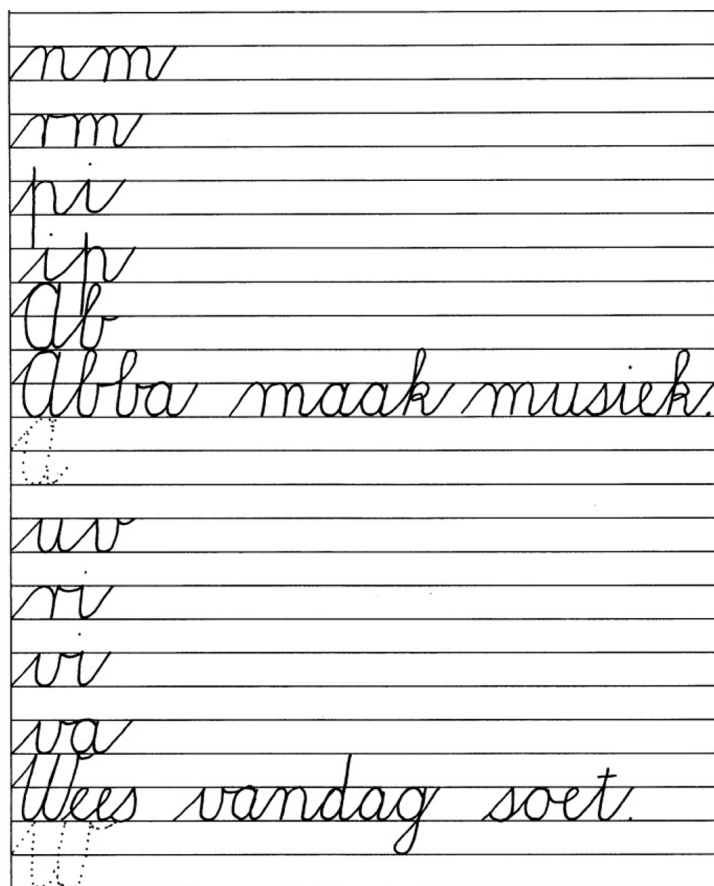 nm
rm
pi
ip
Ab
Abba maak musiek.
A
uv
ri
vi
va
Wees vandag soet.
W